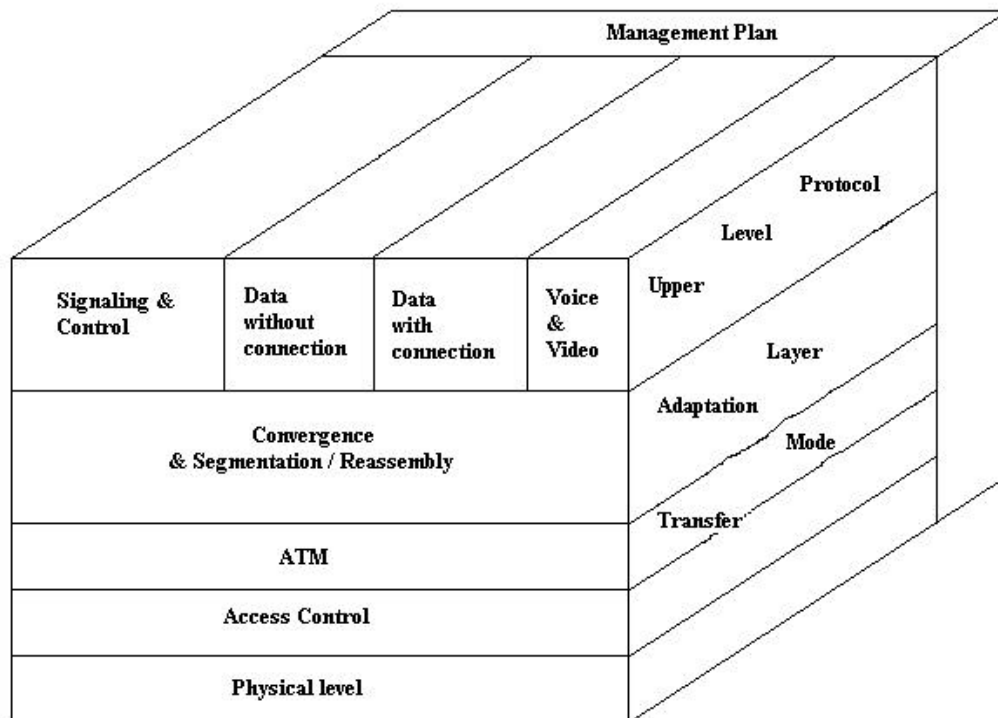 Management Plan
Protocol
Level
Upper
Signaling &
Control
Data
without
connection
Data
with
connection
Voice
&
Video
Layer
Adaptation
Convergence
& Segmentation / Reassembly
Mode
Transfer
ATM
Access Control
Physical level